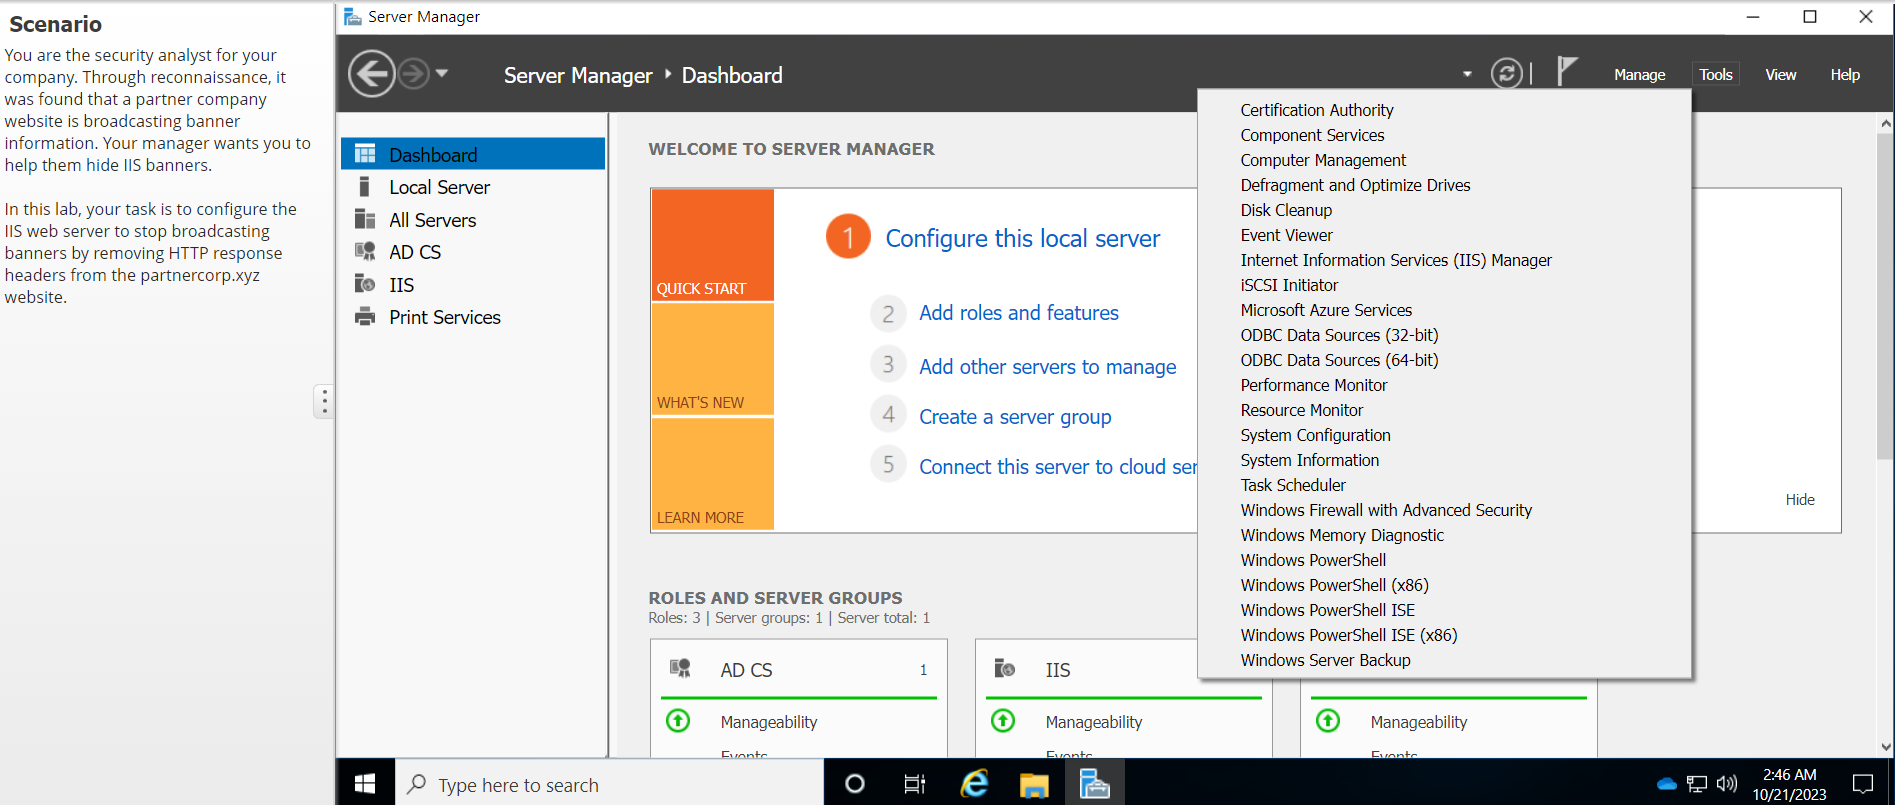 Scenario
You are the security analyst for your
company. Through reconnaissance, it
was found that a partner company
website is broadcasting banner
information. Your manager wants you to
help them hide IIS banners.
In this lab, your task is to configure the
IIS web server to stop broadcasting
banners by removing HTTP response
headers from the partnercorp.xyz
website.
Server Manager
Server Manager Dashboard
Manage Tools View Help
Dashboard
Local Server
All Servers
AD CS
IIS
Print Services
WELCOME TO SERVER MANAGER
QUICK START
WHAT'S NEW
LEARN MORE
1 Configure this local server
2 Add roles and features
3 Add other servers to manage
4 Create a server group
5 Connect this server to cloud ser
Hide
Certification Authority
Component Services
Computer Management
Defragment and Optimize Drives
Disk Cleanup
Event Viewer
Internet Information Services (IIS) Manager
iSCSI Initiator
Microsoft Azure Services
ODBC Data Sources (32-bit)
ODBC Data Sources (64-bit)
Performance Monitor
Resource Monitor
System Configuration
System Information
Task Scheduler
Windows Firewall with Advanced Security
Windows Memory Diagnostic
Windows PowerShell
Windows PowerShell (x86)
Windows PowerShell ISE
Windows PowerShell ISE (x86)
Windows Server Backup
ROLES AND SERVER GROUPS
Roles: 3 | Server groups: 1 | Server total: 1
AD CS 1
Manageability
Events
IIS
Manageability
Events
Manageability
Events
Type here to search
2:46 AM
10/21/2023